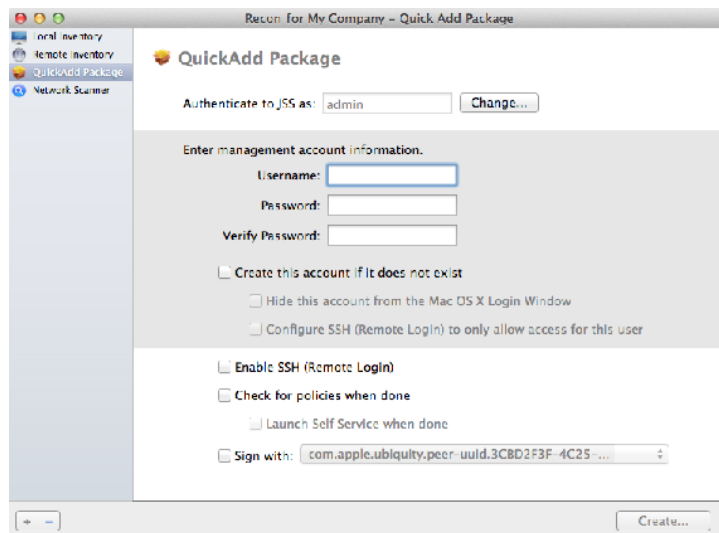 Recon for My Company – Quick Add Package
Local Inventory
Remote Inventory
QuickAdd Package
Network Scanner
QuickAdd Package
Authenticate to JSS as: admin Change...
Enter management account information.
Username:
Password:
Verify Password:
Create this account if it does not exist
Hide this account from the Mac OS X Login Window
Configure SSH (Remote Login) to only allow access for this user
Enable SSH (Remote Login)
Check for policies when done
Launch Self Service when done
Sign with: com.apple.ubiquity.peer-uuid.3CBD2F3F-4C25-...
+ –
Create...